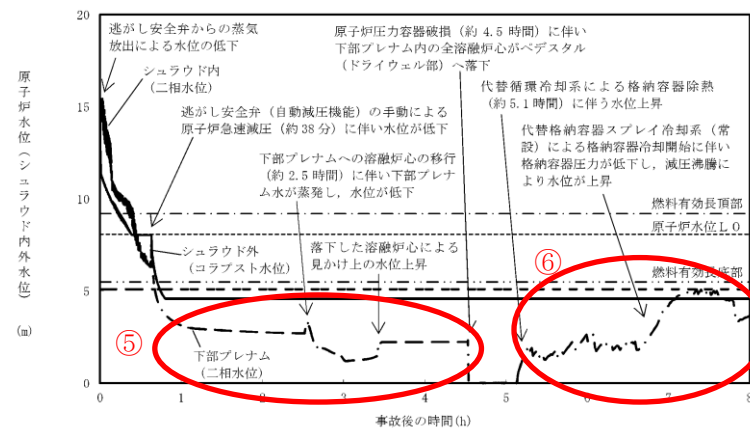 20
15
10
5
0
原子炉水位(シュラウド内外水位)
(m)
逃がし安全弁からの蒸気
放出による水位の低下
シュラウド内
(二相水位)
逃がし安全弁(自動減圧機能)の手動による
原子炉急速減圧(約38分)に伴い水位が低下
下部プレナムへの溶融炉心の移行
(約2.5時間)に伴い下部プレナ
ム水が蒸発し,水位が低下
シュラウド外
(コラプスト水位)
落下した溶融炉心による
見かけ上の水位上昇
原子炉圧力容器破損(約4.5時間)に伴い
下部プレナム内の全溶融炉心がペデスタル
(ドライウェル部)へ落下
代替循環冷却系による格納容器除熱
(約5.1時間)に伴う水位上昇
代替格納容器スプレイ冷却系(常
設)による格納容器冷却開始に伴い
格納容器圧力が低下し,減圧沸騰
により水位が上昇
燃料有効長頂部
原子炉水位L0
燃料有効長底部
⑤
⑥
下部プレナム
(二相水位)
0 1 2 3 4 5 6 7 8
事故後の時間(h)